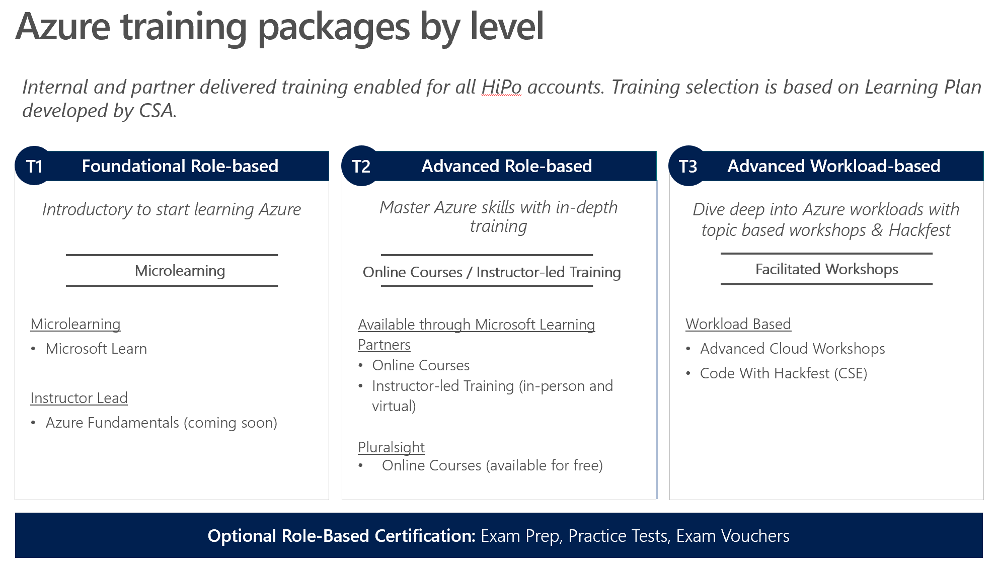 Azure training packages by level
Internal and partner delivered training enabled for all HiPo accounts. Training selection is based on Learning Plan
developed by CSA.
T1
Foundational Role-based
Introductory to start learning Azure
Microlearning
Microlearning
• Microsoft Learn
Instructor Lead
• Azure Fundamentals (coming soon)
T2
Advanced Role-based
Master Azure skills with in-depth
training
Online Courses / Instructor-led Training
Available through Microsoft Learning
Partners
• Online Courses
• Instructor-led Training (in-person and
virtual)
Pluralsight
• Online Courses (available for free)
T3
Advanced Workload-based
Dive deep into Azure workloads with
topic based workshops & Hackfest
Facilitated Workshops
Workload Based
• Advanced Cloud Workshops
• Code With Hackfest (CSE)
Optional Role-Based Certification: Exam Prep, Practice Tests, Exam Vouchers